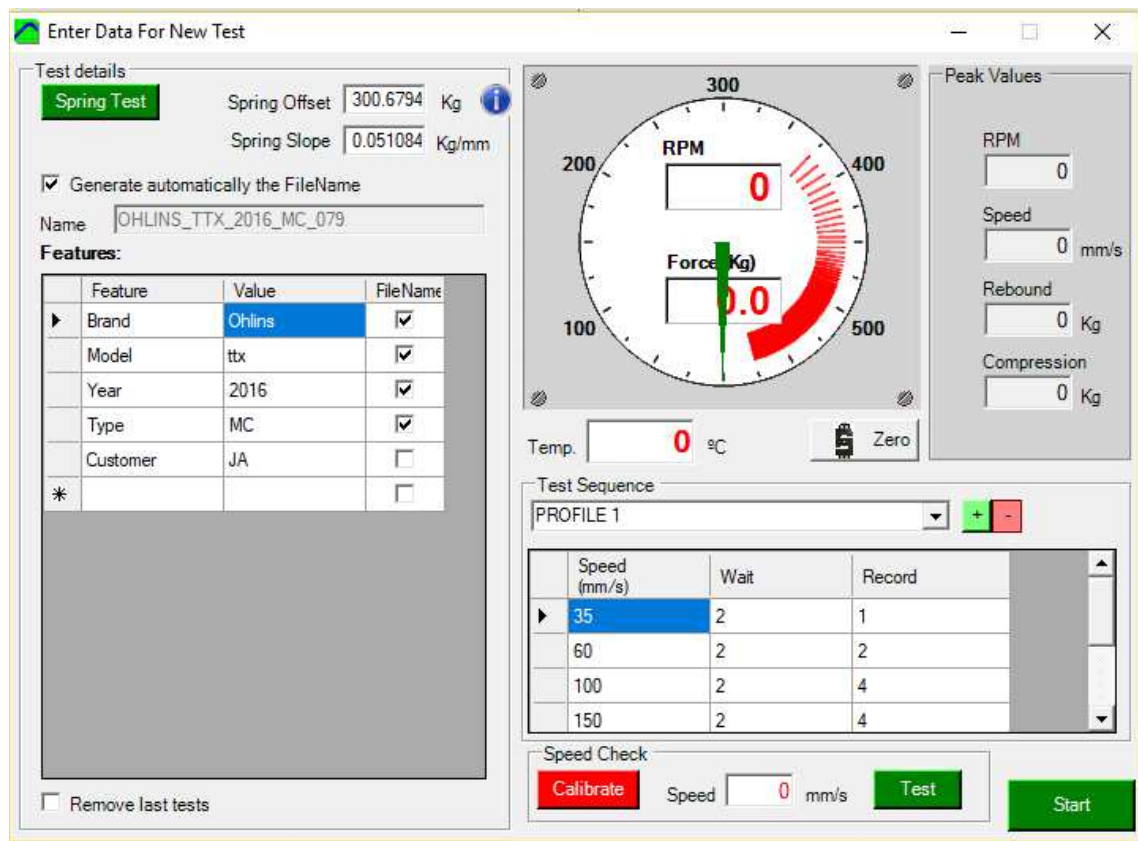 Enter Data For New Test
Test details
Spring Test
Spring Offset 300.6794 Kg
Spring Slope 0.051084 Kg/mm
Generate automatically the FileName
Name OHLINS_TTX_2016_MC_079
Features:
Feature Value FileName
Brand Ohlins
Model ttx
Year 2016
Type MC
Customer JA
Remove last tests
300
200 400
100 500
RPM
0
Force(Kg)
0.0
Temp. 0 ºC
Zero
Peak Values
RPM
0
Speed
0 mm/s
Rebound
0 Kg
Compression
0 Kg
Test Sequence
PROFILE 1
+ -
Speed
(mm/s) Wait Record
35 2 1
60 2 2
100 2 4
150 2 4
Speed Check
Calibrate Speed 0 mm/s Test
Start